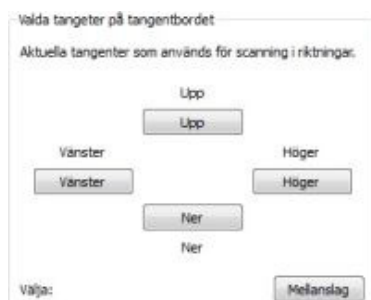 Valda tangeter på tangentbordet
Aktuella tangenter som används för scanning i riktningar.
Upp
Upp
Vänster Höger
Vänster Höger
Ner
Ner
Välja: Mellanslag